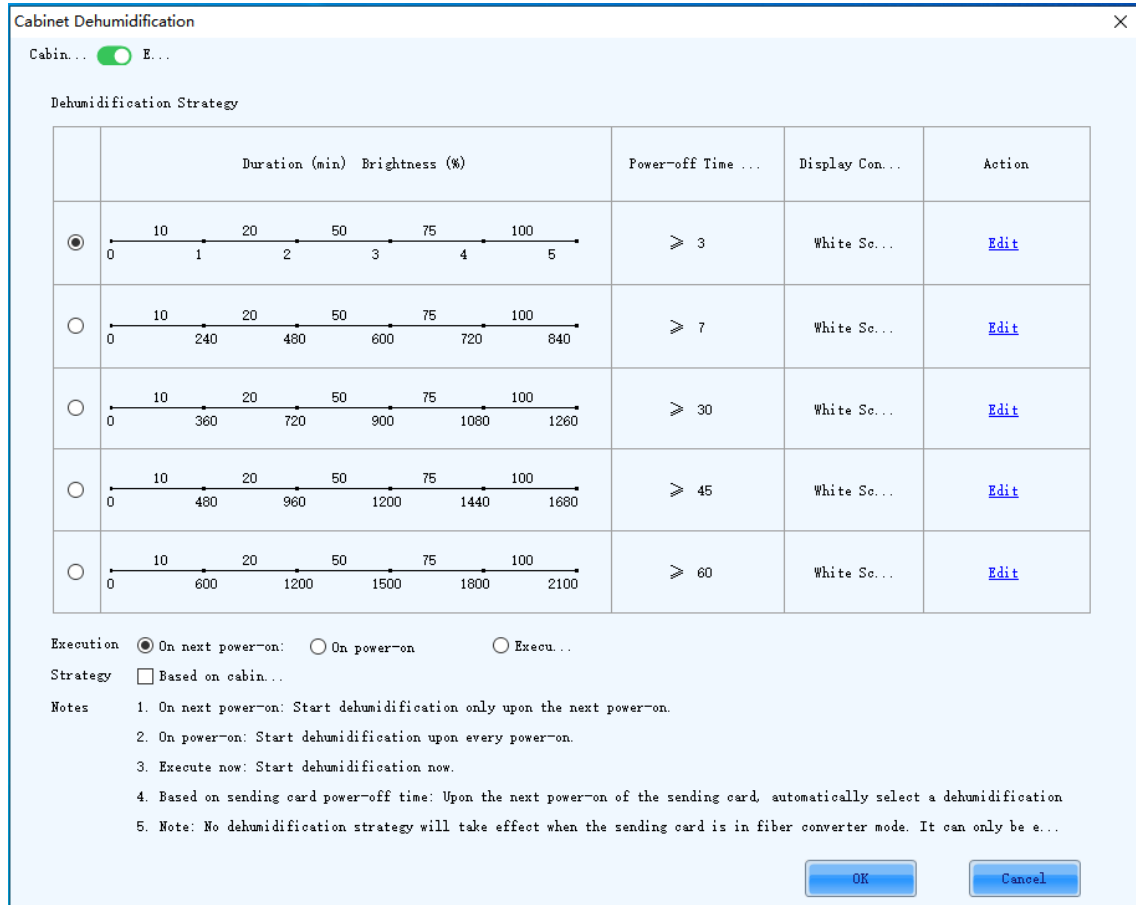 Cabinet Dehumidification
Cabin... E...
Dehumidification Strategy
Duration (min) Brightness (%) Power-off Time ... Display Con... Action
10 20 50 75 100
0 1 2 3 4 5
⩾ 3 White Sc... Edit
10 20 50 75 100
0 240 480 600 720 840
⩾ 7 White Sc... Edit
10 20 50 75 100
0 360 720 900 1080 1260
⩾ 30 White Sc... Edit
10 20 50 75 100
0 480 960 1200 1440 1680
⩾ 45 White Sc... Edit
10 20 50 75 100
0 600 1200 1500 1800 2100
⩾ 60 White Sc... Edit
Execution On next power-on: On power-on Execu...
Strategy Based on cabin...
Notes 1. On next power-on: Start dehumidification only upon the next power-on.
2. On power-on: Start dehumidification upon every power-on.
3. Execute now: Start dehumidification now.
4. Based on sending card power-off time: Upon the next power-on of the sending card, automatically select a dehumidification
5. Note: No dehumidification strategy will take effect when the sending card is in fiber converter mode. It can only be e...
OK Cancel